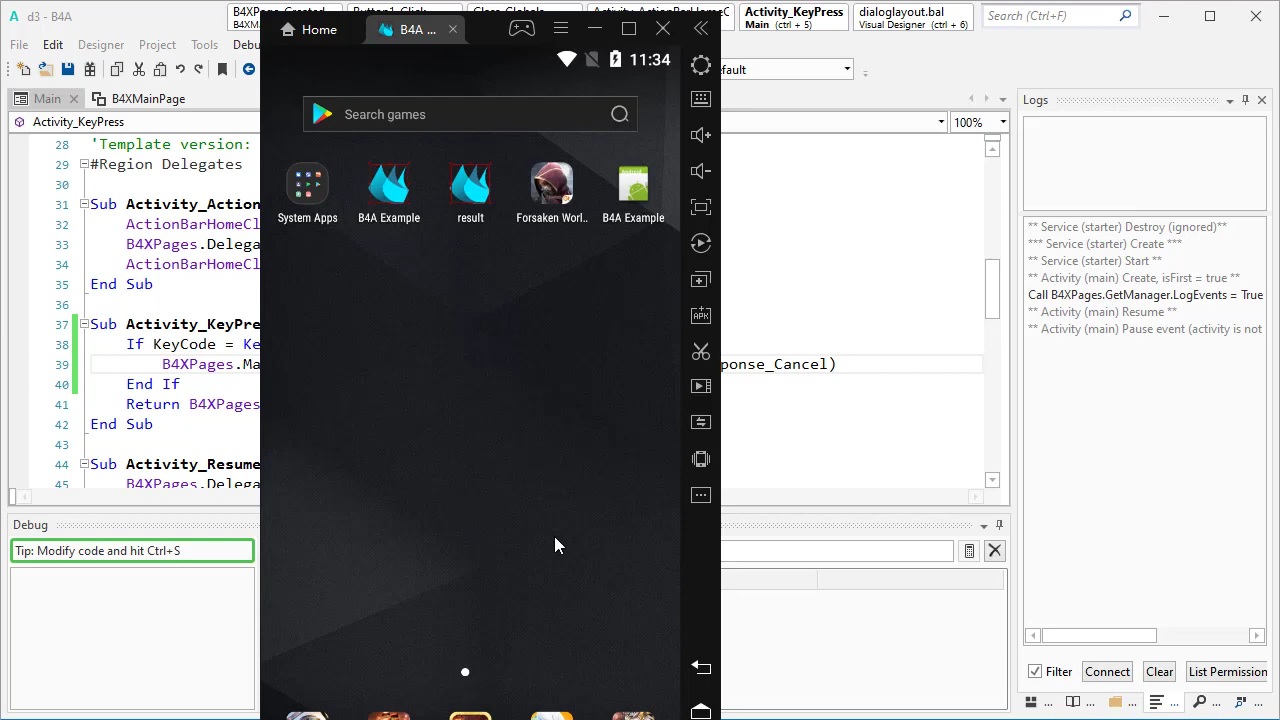 d3 - B4A
B4XPage_Created
Button1_Click
Class_Globals
Activity_ActionBarHomeC
Activity_KeyPress
Main (ctrl + 5)
dialoglayout.bal
Visual Designer (ctrl + 6)
Search (Ctrl+F)
File Edit Designer Project Tools
Home
B4A ...
11:34
Main
B4XMainPage
Logs
Activity_KeyPress
100%
Search games
28 'Template version:
29 #Region Delegates
30
31 Sub Activity_Action
32 ActionBarHomeCl
33 B4XPages.Delega
34 ActionBarHomeCl
35 End Sub
36
37 Sub Activity_KeyPre
38 If KeyCode = Ke
39 B4XPages.Ma
ponse_Cancel)
40 End If
41 Return B4XPages
42 End Sub
43
44 Sub Activity_Resume
45 B4XPages.Delega
System Apps
B4A Example
result
Forsaken Worl..
B4A Example
** Service (starter) Destroy (ignored)**
*** Service (starter) Create ***
** Service (starter) Start **
** Activity (main) Create, isFirst = true **
Call B4XPages.GetManager.LogEvents = True
** Activity (main) Resume **
** Activity (main) Pause event (activity is not
Debug
Tip: Modify code and hit Ctrl+S
Filter
Connect
Clear
List Permission